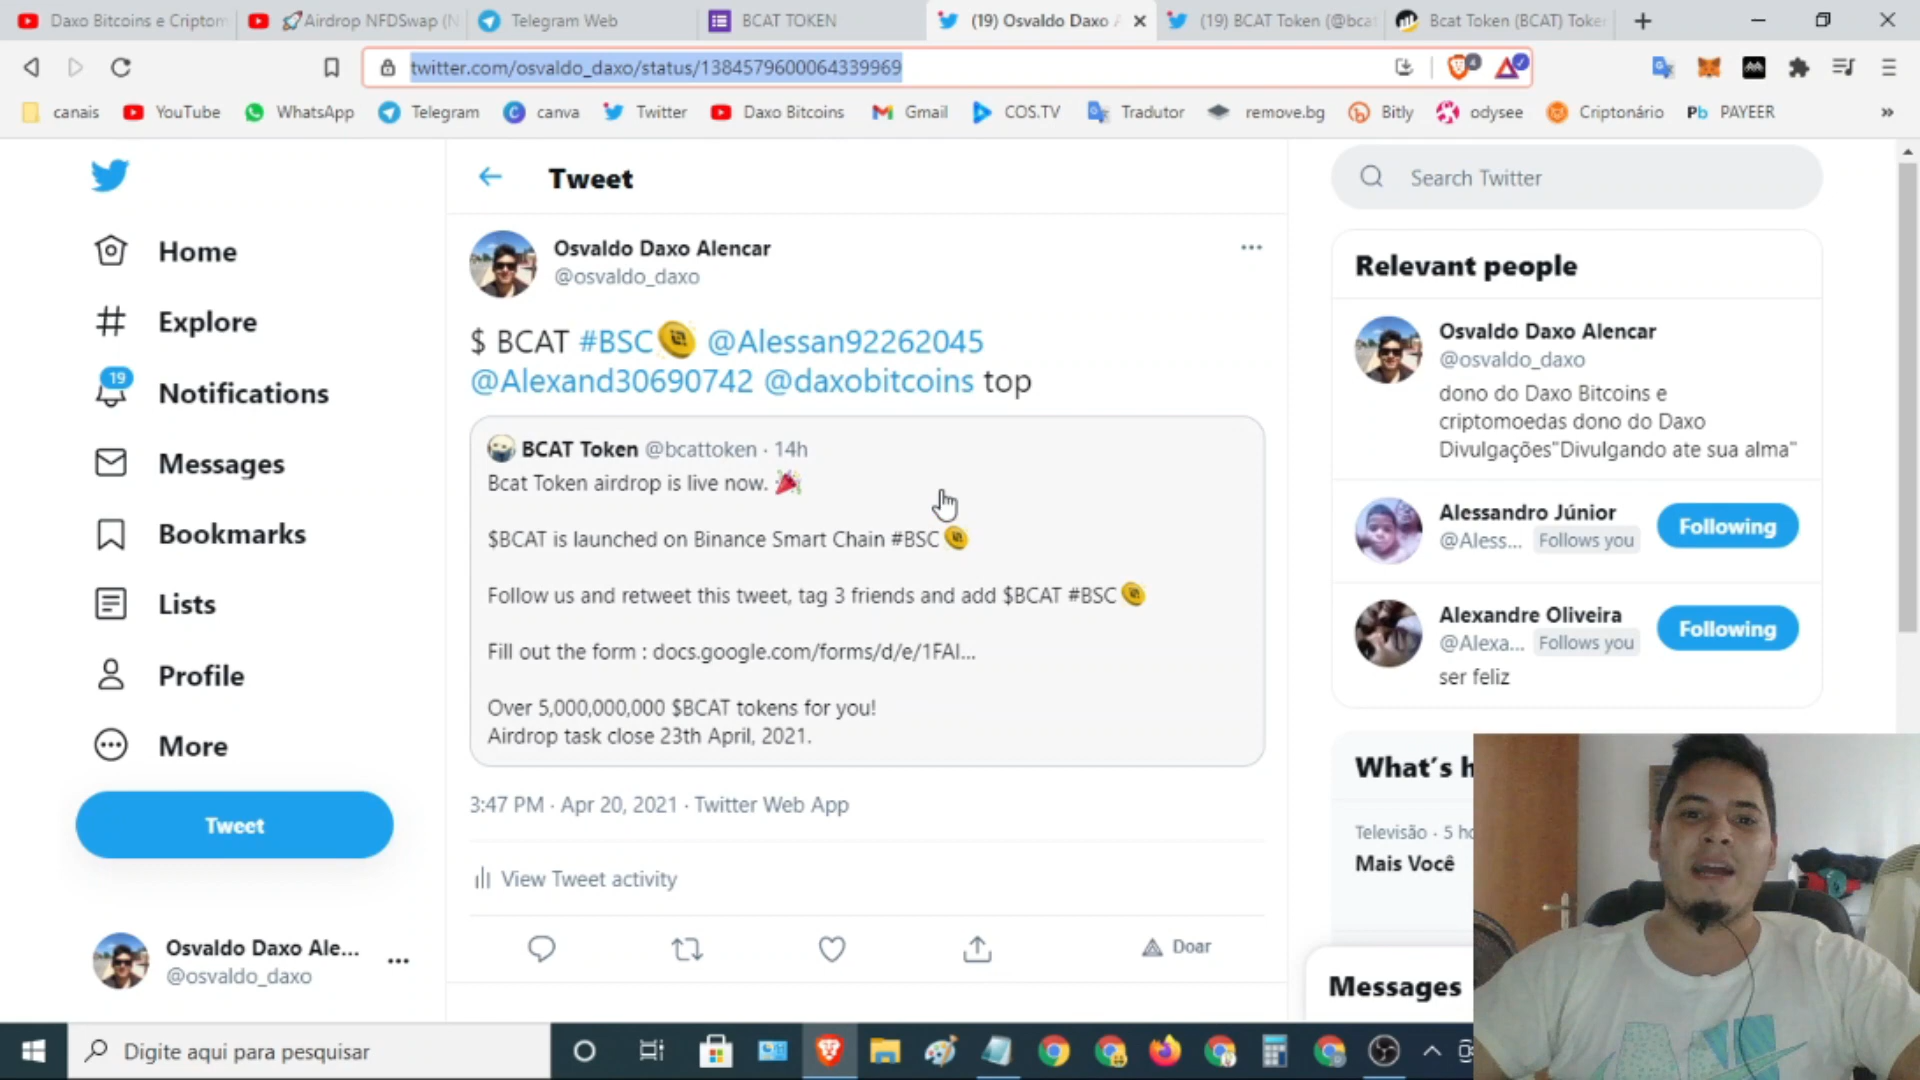 Daxo Bitcoins e Criptom
Airdrop NFDSwap (N
Telegram Web
BCAT TOKEN
(19) Osvaldo Daxo A
(19) BCAT Token (@bca
Bcat Token (BCAT) Toke
twitter.com/osvaldo_daxo/status/1384579600064339969
4
canais
YouTube
WhatsApp
Telegram
canva
Twitter
Daxo Bitcoins
Gmail
COS.TV
Tradutor
remove.bg
Bitly
odysee
Criptonário
Pb PAYEER
»
Home
Explore
19
Notifications
Messages
Bookmarks
Lists
Profile
More
Tweet
Osvaldo Daxo Ale...
@osvaldo_daxo
Tweet
Osvaldo Daxo Alencar
@osvaldo_daxo
$ BCAT #BSC @Alessan92262045
@Alexand30690742 @daxobitcoins top
BCAT Token @bcattoken · 14h
Bcat Token airdrop is live now.
$BCAT is launched on Binance Smart Chain #BSC
Follow us and retweet this tweet, tag 3 friends and add $BCAT #BSC
Fill out the form : docs.google.com/forms/d/e/1FAI...
Over 5,000,000,000 $BCAT tokens for you!
Airdrop task close 23th April, 2021.
3:47 PM · Apr 20, 2021 · Twitter Web App
View Tweet activity
Doar
Search Twitter
Relevant people
Osvaldo Daxo Alencar
@osvaldo_daxo
dono do Daxo Bitcoins e
criptomoedas dono do Daxo
Divulgações"Divulgando ate sua alma"
Alessandro Júnior
@Aless... Follows you
Following
Alexandre Oliveira
@Alexa... Follows you
Following
ser feliz
What's h
Televisão · 5 ho
Mais Você
Messages
Digite aqui para pesquisar